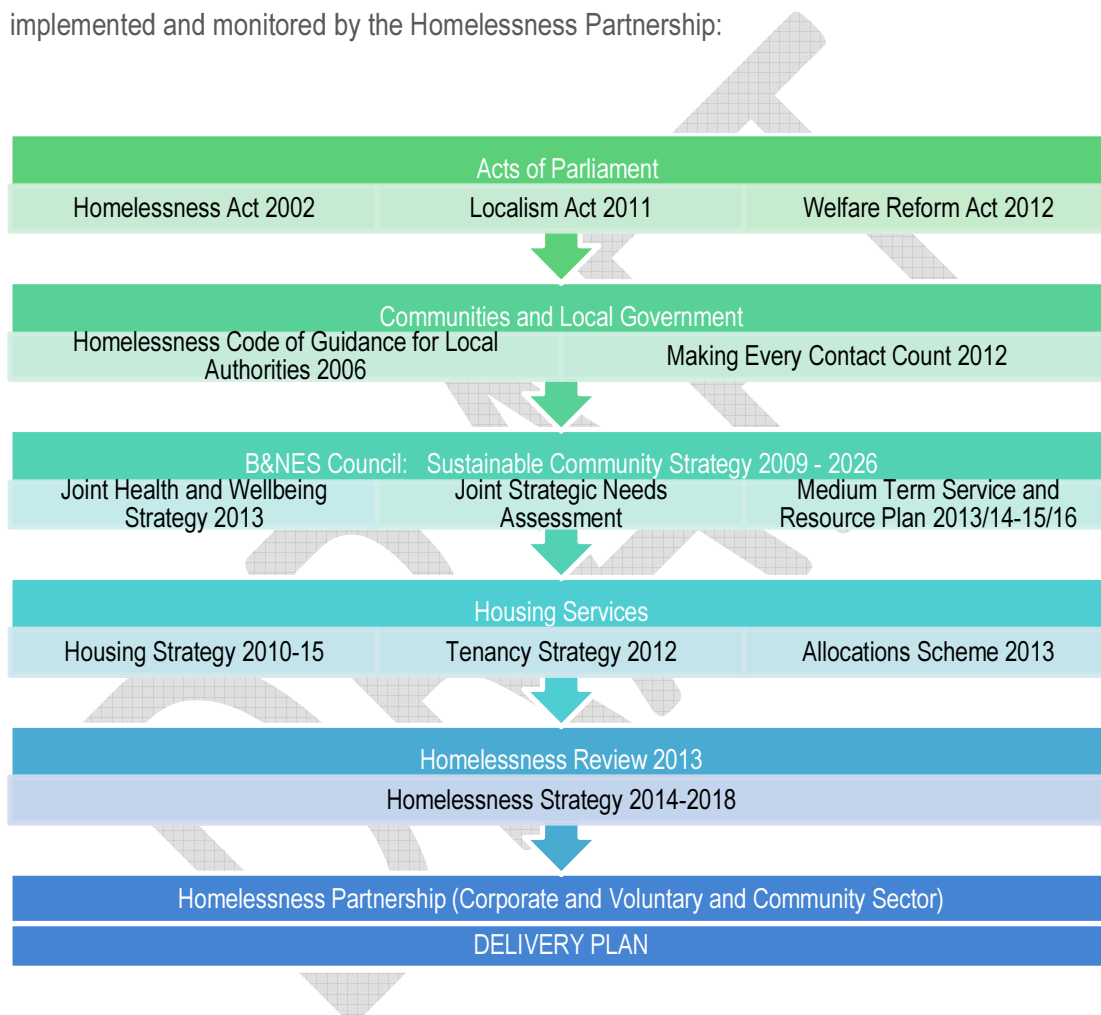 implemented and monitored by the Homelessness Partnership:
Acts of Parliament
Homelessness Act 2002
Localism Act 2011
Welfare Reform Act 2012
Communities and Local Government
Homelessness Code of Guidance for Local
Authorities 2006
Making Every Contact Count 2012
B&NES Council: Sustainable Community Strategy 2009 - 2026
Joint Health and Wellbeing
Strategy 2013
Joint Strategic Needs
Assessment
Medium Term Service and
Resource Plan 2013/14-15/16
Housing Services
Housing Strategy 2010-15
Tenancy Strategy 2012
Allocations Scheme 2013
Homelessness Review 2013
Homelessness Strategy 2014-2018
Homelessness Partnership (Corporate and Voluntary and Community Sector)
DELIVERY PLAN